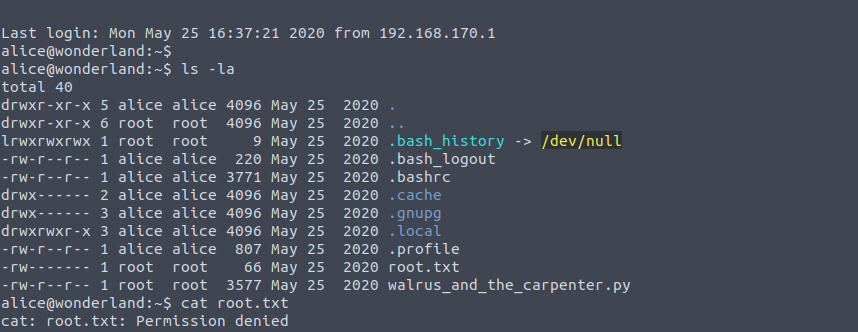 Last login: Mon May 25 16:37:21 2020 from 192.168.170.1
alice@wonderland:~$
alice@wonderland:~$ ls -la
total 40
drwxr-xr-x 5 alice alice 4096 May 25  2020 .
drwxr-xr-x 6 root  root  4096 May 25  2020 ..
lrwxrwxrwx 1 root  root     9 May 25  2020 .bash_history -> /dev/null
-rw-r--r-- 1 alice alice  220 May 25  2020 .bash_logout
-rw-r--r-- 1 alice alice 3771 May 25  2020 .bashrc
drwx------ 2 alice alice 4096 May 25  2020 .cache
drwx------ 3 alice alice 4096 May 25  2020 .gnupg
drwxrwxr-x 3 alice alice 4096 May 25  2020 .local
-rw-r--r-- 1 alice alice  807 May 25  2020 .profile
-rw------- 1 root  root    66 May 25  2020 root.txt
-rw-r--r-- 1 root  root  3577 May 25  2020 walrus_and_the_carpenter.py
alice@wonderland:~$ cat root.txt
cat: root.txt: Permission denied